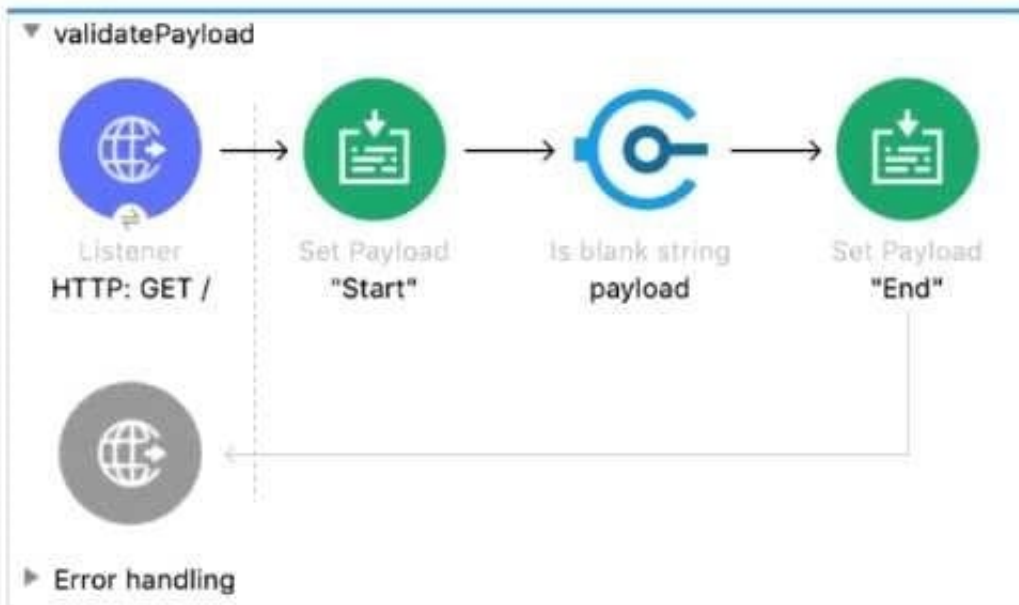 validatePayload
Listener
HTTP: GET /
Set Payload
"Start"
Is blank string
payload
Set Payload
"End"
Error handling